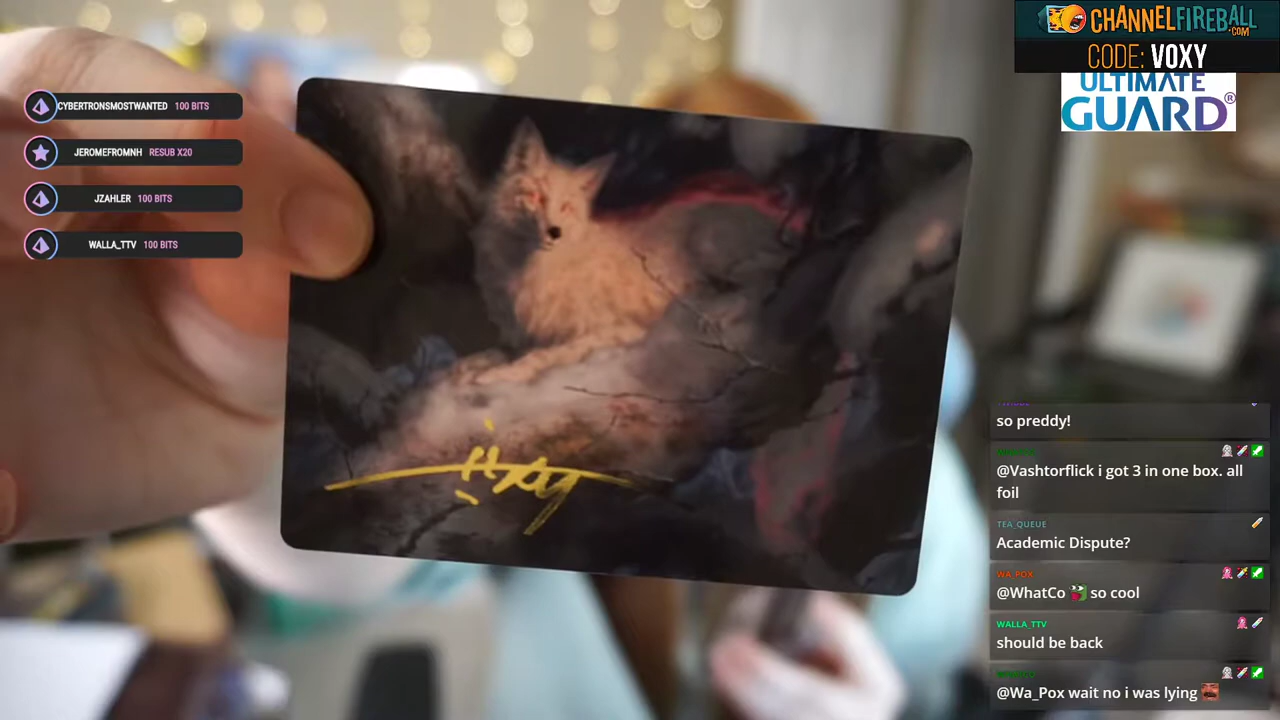 CHANNELFIREBALL
.COM
CODE: VOXY
ULTIMATE
GUARD®
CYBERTRONSMOSTWANTED 100 BITS
JEROMEFROMNH RESUB X20
JZAHLER 100 BITS
WALLA_TTV 100 BITS
so preddy!
@Vashtorflick i got 3 in one box. all
foil
TEA_QUEUE
Academic Dispute?
WA_POX
@WhatCo so cool
WALLA_TTV
should be back
@Wa_Pox wait no i was lying